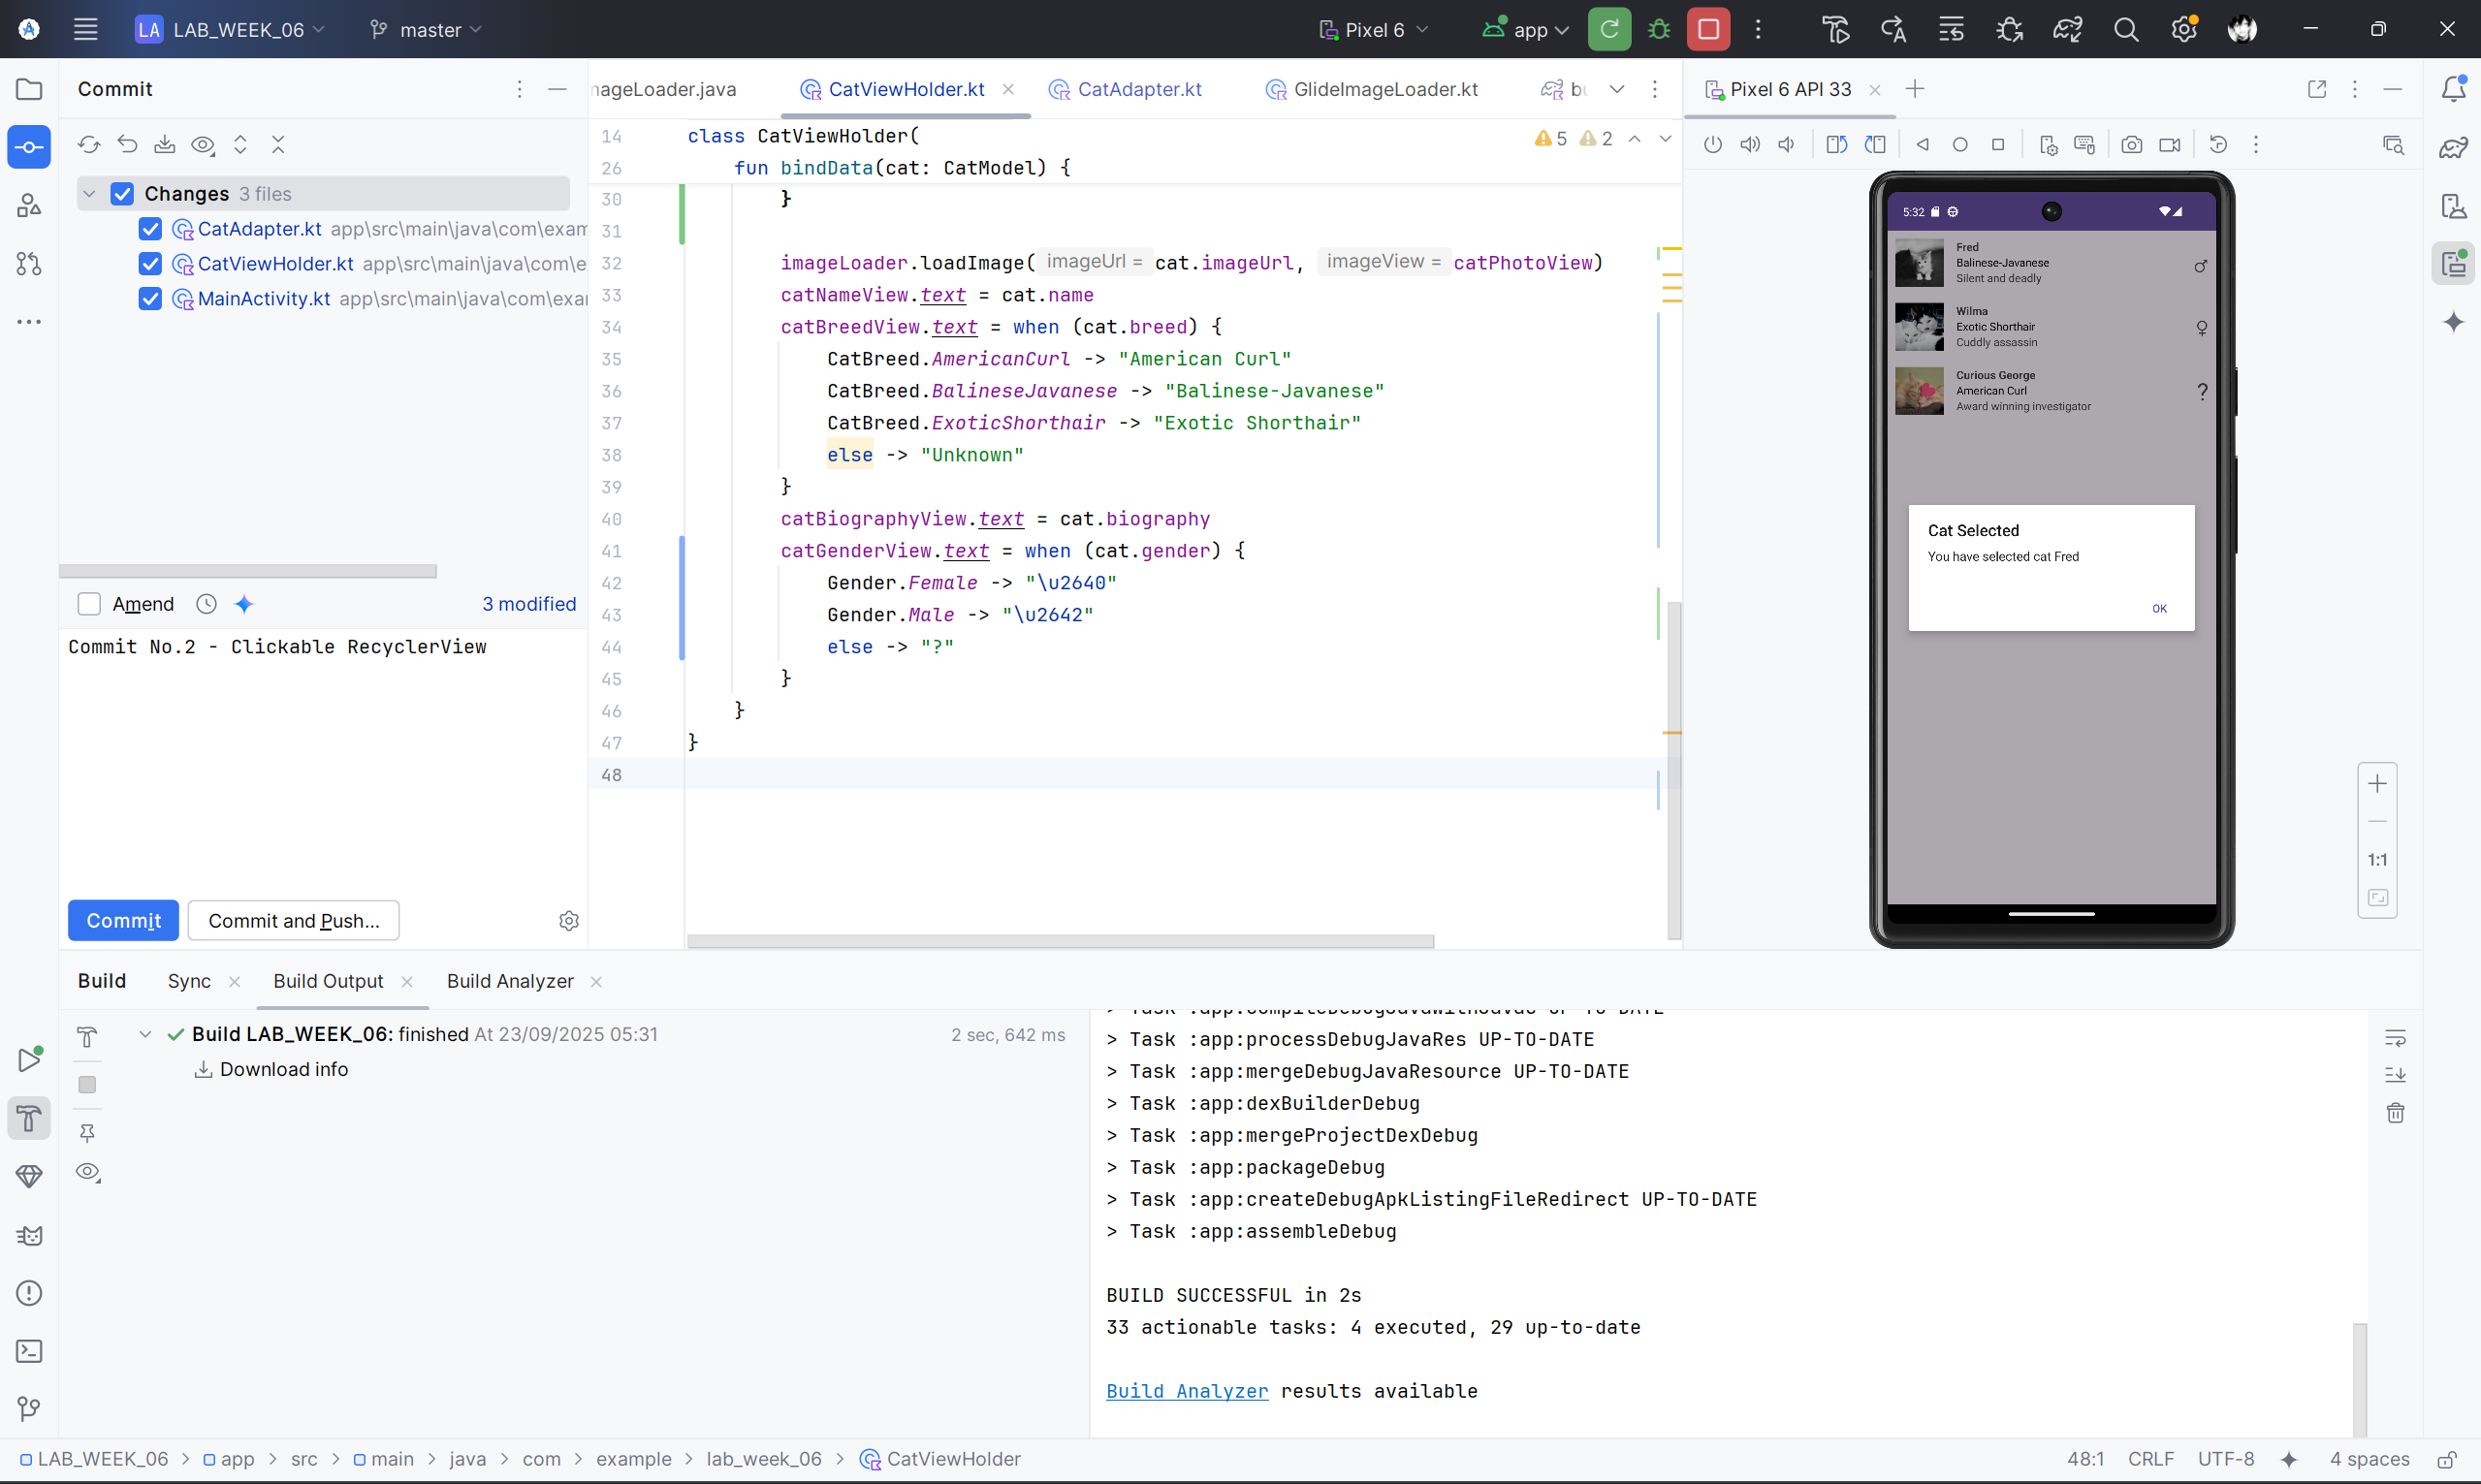 LA LAB_WEEK_06 master Pixel 6 app
Commit
Changes 3 files
CatAdapter.kt app\src\main\java\com\exam
CatViewHolder.kt app\src\main\java\com\e
MainActivity.kt app\src\main\java\com\exa
Amend 3 modified
Commit No.2 - Clickable RecyclerView
Commit Commit and Push...
nageLoader.java CatViewHolder.kt CatAdapter.kt GlideImageLoader.kt bu
5 2
14 class CatViewHolder(
26 fun bindData(cat: CatModel) {
30 }
31
32 imageLoader.loadImage( imageUrl = cat.imageUrl, imageView = catPhotoView)
33 catNameView.text = cat.name
34 catBreedView.text = when (cat.breed) {
35 CatBreed.AmericanCurl -> "American Curl"
36 CatBreed.BalineseJavanese -> "Balinese-Javanese"
37 CatBreed.ExoticShorthair -> "Exotic Shorthair"
38 else -> "Unknown"
39 }
40 catBiographyView.text = cat.biography
41 catGenderView.text = when (cat.gender) {
42 Gender.Female -> "\u2640"
43 Gender.Male -> "\u2642"
44 else -> "?"
45 }
46 }
47 }
48
Pixel 6 API 33
5:32
Fred
Balinese-Javanese
Silent and deadly
♂
Wilma
Exotic Shorthair
Cuddly assassin
♀
Curious George
American Curl
Award winning investigator
?
Cat Selected
You have selected cat Fred
OK
1:1
Build Sync Build Output Build Analyzer
Build LAB_WEEK_06: finished At 23/09/2025 05:31 2 sec, 642 ms
Download info
> Task :app:compileDebugJavaWithJavac UP-TO-DATE
> Task :app:processDebugJavaRes UP-TO-DATE
> Task :app:mergeDebugJavaResource UP-TO-DATE
> Task :app:dexBuilderDebug
> Task :app:mergeProjectDexDebug
> Task :app:packageDebug
> Task :app:createDebugApkListingFileRedirect UP-TO-DATE
> Task :app:assembleDebug
BUILD SUCCESSFUL in 2s
33 actionable tasks: 4 executed, 29 up-to-date
Build Analyzer results available
LAB_WEEK_06 > app > src > main > java > com > example > lab_week_06 > CatViewHolder
48:1 CRLF UTF-8 4 spaces